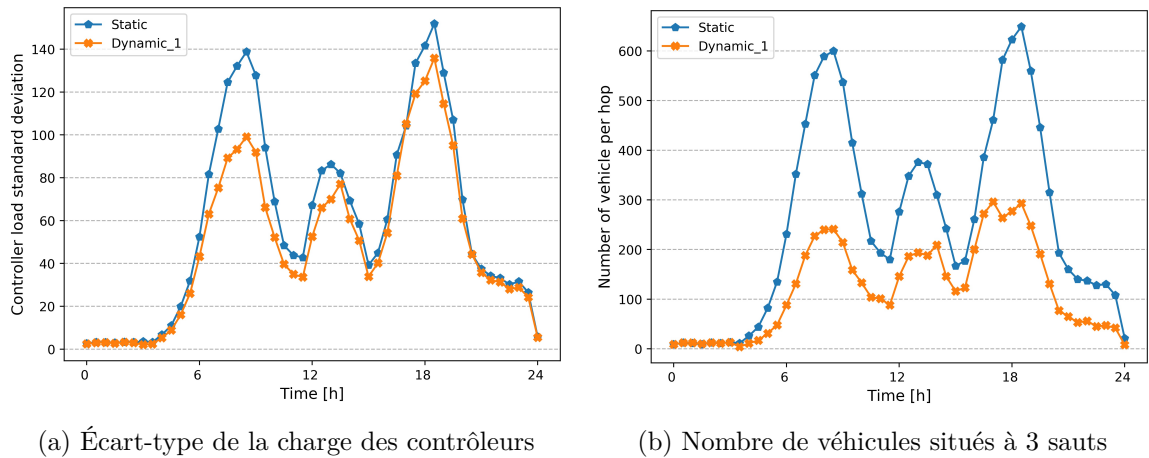 Static
Dynamic_1
Controller load standard deviation
140
120
100
80
60
40
20
0
0 6 12 18 24
Time [h]
(a) Écart-type de la charge des contrôleurs
Static
Dynamic_1
Number of vehicle per hop
600
500
400
300
200
100
0
0 6 12 18 24
Time [h]
(b) Nombre de véhicules situés à 3 sauts